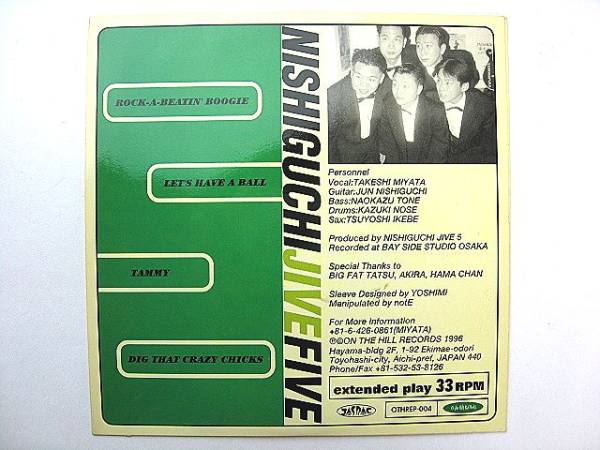 ROCK-A-BEATIN' BOOGIE
LET'S HAVE A BALL
TAMMY
DIG THAT CRAZY CHICKS
NISHIGUCHI JIVE FIVE
Personnel
Vocal:TAKESHI MIYATA
Guitar:JUN NISHIGUCHI
Bass:NAOKAZU TONE
Drums:KAZUKI NOSE
Sax:TSUYOSHI IKEBE
Produced by NISHIGUCHI JIVE 5
Recorded at BAY SIDE STUDIO OSAKA
Special Thanks to
BIG FAT TATSU, AKIRA, HAMA CHAN
Sleeve Designed by YOSHIMI
Manipulated by notE
For More Information
+81-6-426-0861(MIYATA)
℗©ON THE HILL RECORDS 1996
Hayama-bldg 2F, 1-92 Ekimae-odori
Toyohashi-city, Aichi-pref, JAPAN 440
Phone/Fax +81-532-53-8126
extended play 33 RPM
JASRAC
OTHREP-004